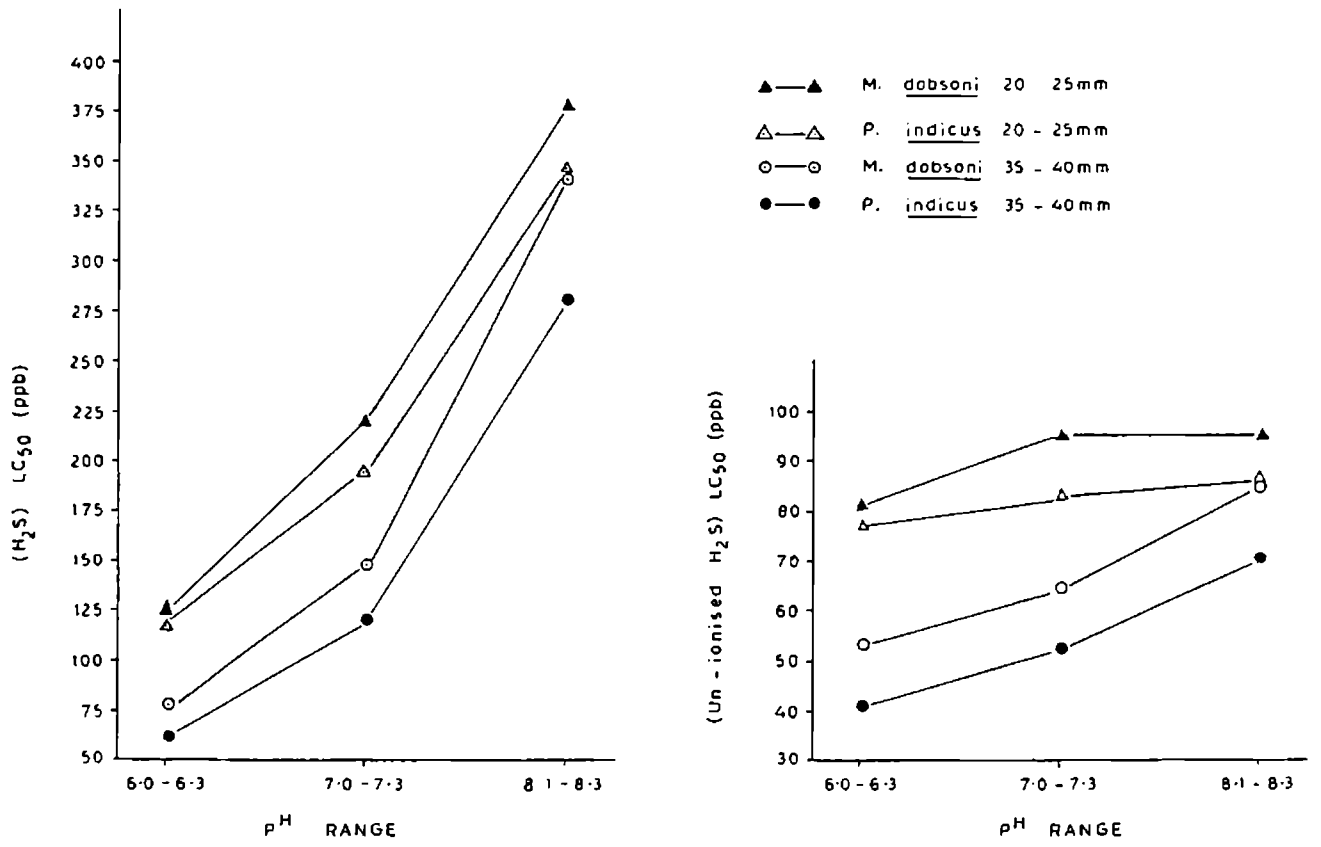 400
375
350
325
300
275
250
225
200
175
150
125
100
75
50
(H2S) LC50 (ppb)
6·0-6·3 7·0-7·3 8 1-8·3
PH RANGE
M. dobsoni 20 25mm
P. indicus 20-25mm
M. dobsoni 35-40mm
P. indicus 35-40mm
100
90
80
70
60
50
40
30
(Un-ionised H2S) LC50 (ppb)
6·0-6·3 7·0-7·3 8·1-8·3
PH RANGE